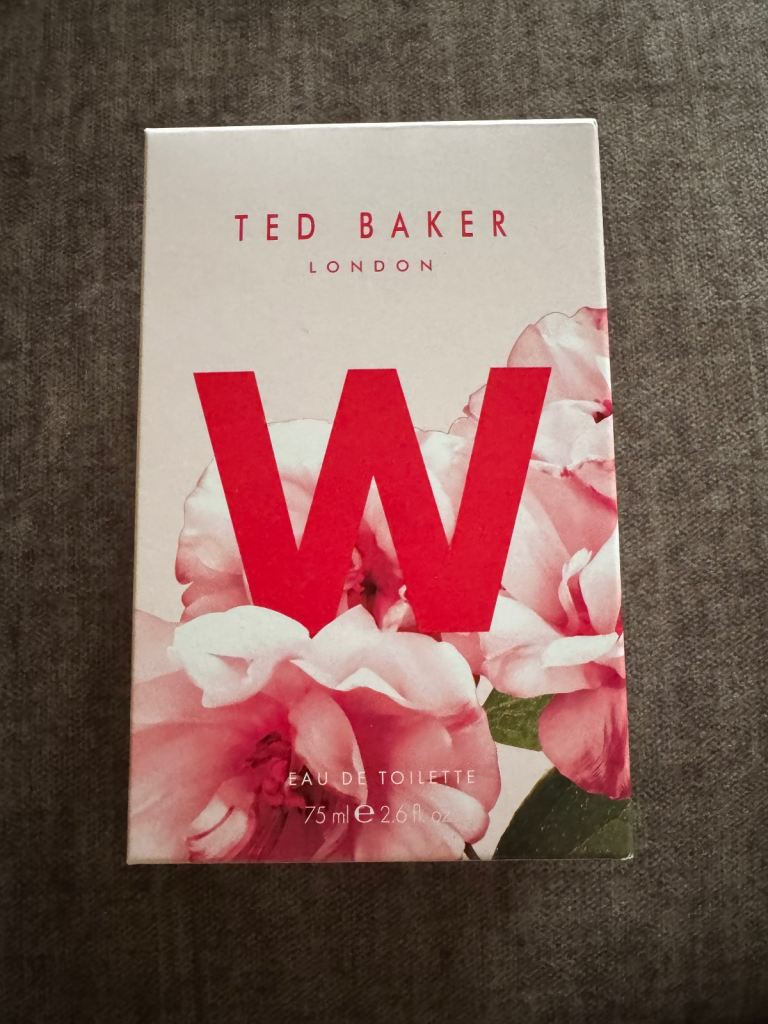 TED BAKER
LONDON
W
EAU DE TOILETTE
75 ml e 2.6 fl. oz